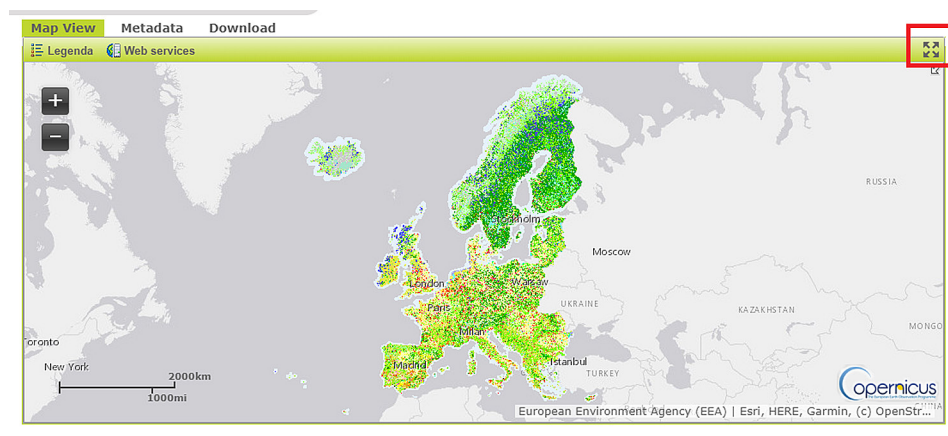 Map View Metadata Download
Legenda Web services
+
−
RUSSIA
Stockholm
Moscow
London
Warsaw
Paris
UKRAINE
KAZAKHSTAN
MONGO
Milan
oronto
New York
Madrid
Istanbul
TURKEY
2000km
1000mi
opernicus
European Environment Agency (EEA) | Esri, HERE, Garmin, (c) OpenStr...